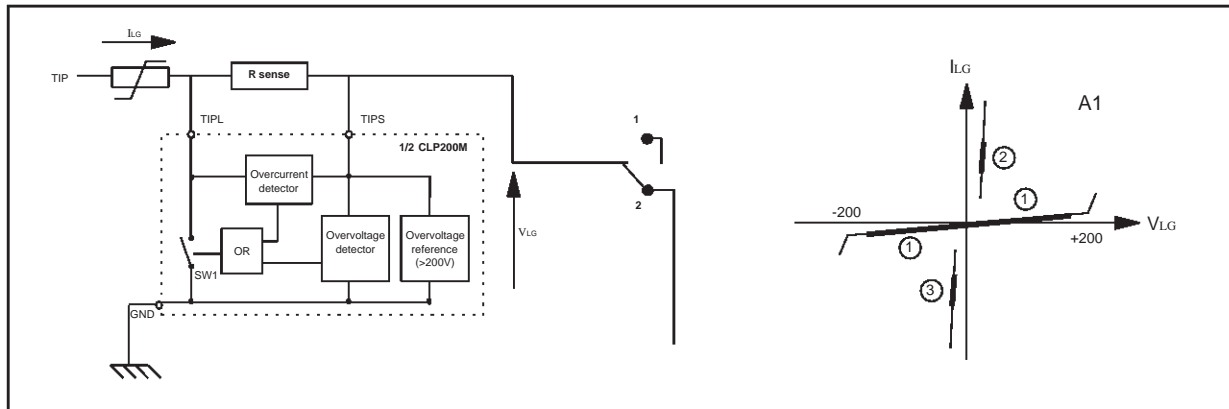 ILG
TIP
R sense
TIPL
TIPS
1/2 CLP200M
Overcurrent
detector
OR
SW1
Overvoltage
detector
Overvoltage
reference
(>200V)
GND
VLG
1
2
ILG
A1
2
1
-200
VLG
+200
1
3